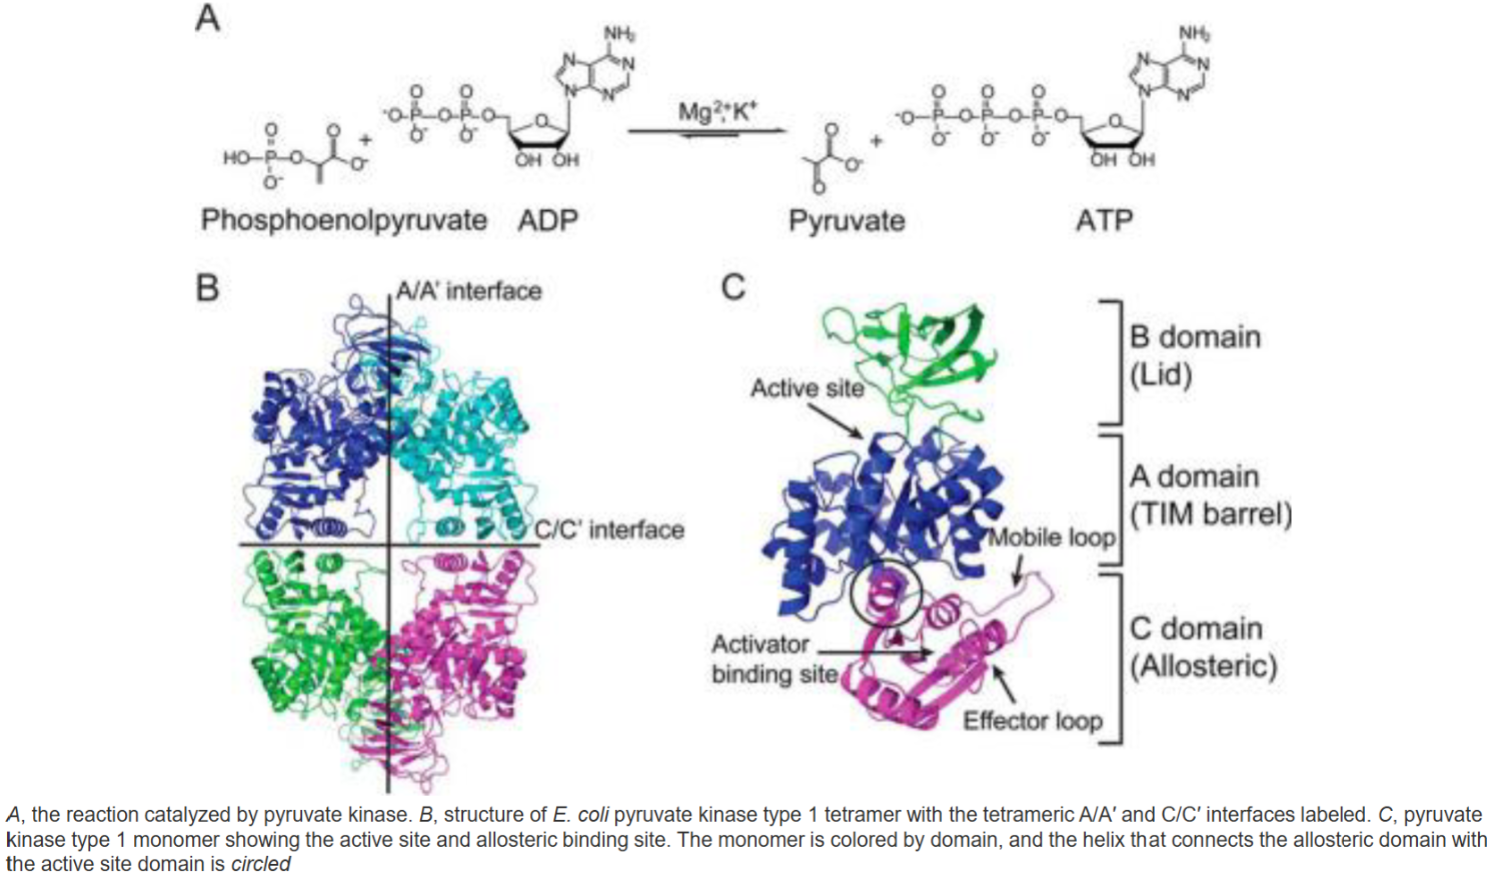 A
NH₂
N
N
N
N
NH₂
N
N
N
N
O
O
⁻O-P-O-P-O
O⁻
O⁻
O
OH OH
O
HO-P-O
O⁻
O
O⁻
+
Mg²⁺,K⁺
O
O⁻
O
+
O
O
O
⁻O-P-O-P-O-P-O
O⁻
O⁻
O⁻
O
OH OH
Phosphoenolpyruvate
ADP
Pyruvate
ATP
B
A/A' interface
C/C' interface
C
Active site
B domain
(Lid)
A domain
(TIM barrel)
Mobile loop
Activator
binding site
Effector loop
C domain
(Allosteric)
A, the reaction catalyzed by pyruvate kinase. B, structure of E. coli pyruvate kinase type 1 tetramer with the tetrameric A/A′ and C/C′ interfaces labeled. C, pyruvate
kinase type 1 monomer showing the active site and allosteric binding site. The monomer is colored by domain, and the helix that connects the allosteric domain with
the active site domain is circled